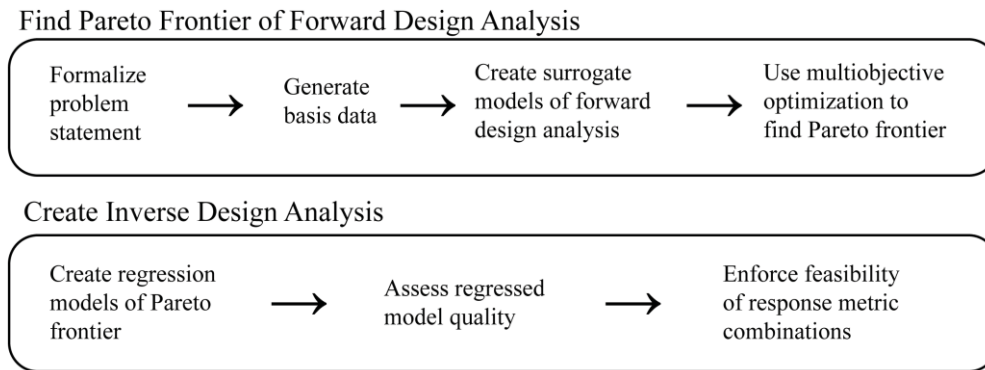 Find Pareto Frontier of Forward Design Analysis
Formalize
problem
statement
Generate
basis data
Create surrogate
models of forward
design analysis
Use multiobjective
optimization to
find Pareto frontier
Create Inverse Design Analysis
Create regression
models of Pareto
frontier
Assess regressed
model quality
Enforce feasibility
of response metric
combinations